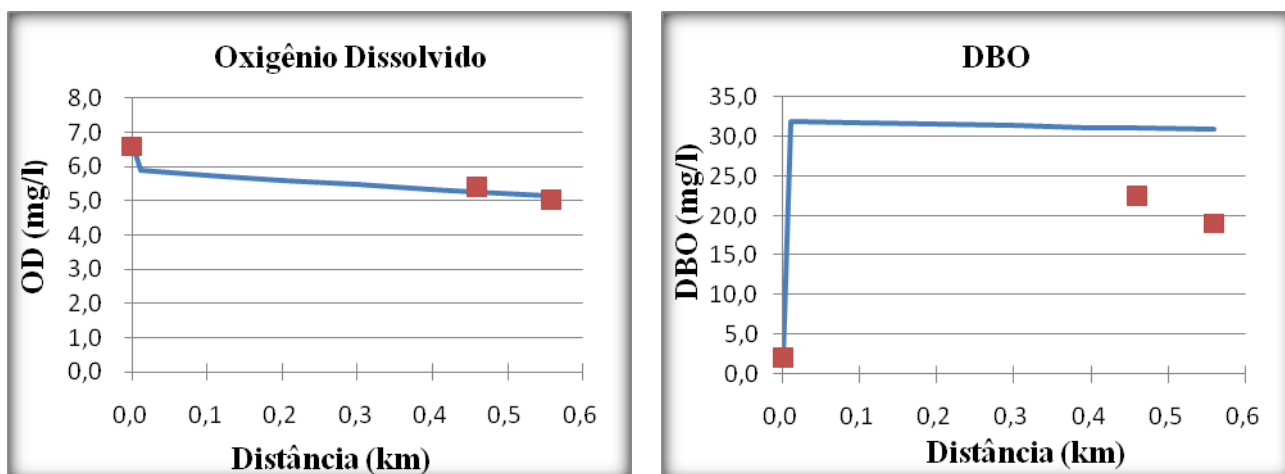 Oxigênio Dissolvido
OD (mg/l)
8,0
7,0
6,0
5,0
4,0
3,0
2,0
1,0
0,0
0,0 0,1 0,2 0,3 0,4 0,5 0,6
Distância (km)
DBO
DBO (mg/l)
35,0
30,0
25,0
20,0
15,0
10,0
5,0
0,0
0,0 0,1 0,2 0,3 0,4 0,5 0,6
Distância (km)